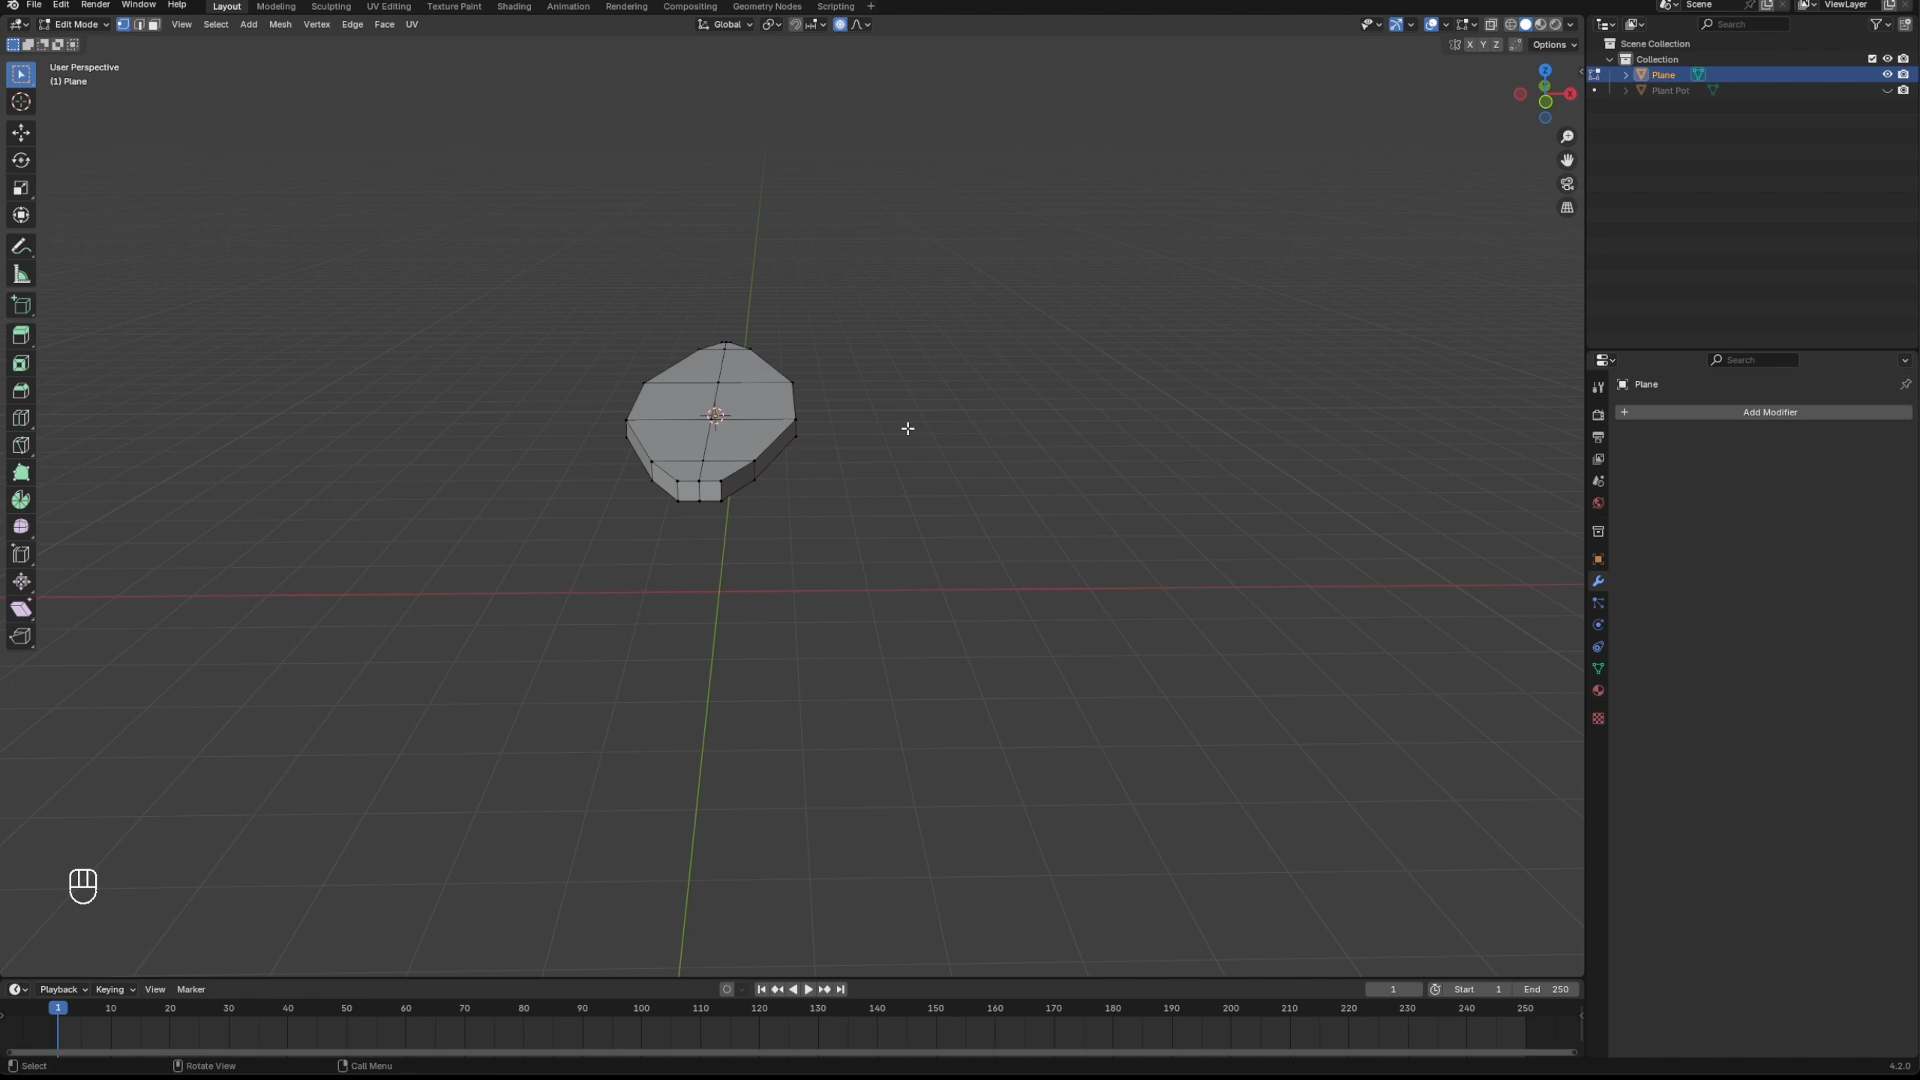 File Edit Render Window Help Layout Modeling Sculpting UV Editing Texture Paint Shading Animation Rendering Compositing Geometry Nodes Scripting + Scene ViewLayer
Edit Mode View Select Add Mesh Vertex Edge Face UV Global Search
X Y Z Options
Scene Collection
Collection
Plane
Plant Pot
User Perspective
(1) Plane
Z
X
Search
Plane
+ Add Modifier
Playback Keying View Marker 1 Start 1 End 250
1 10 20 30 40 50 60 70 80 90 100 110 120 130 140 150 160 170 180 190 200 210 220 230 240 250
Select Rotate View Call Menu 4.2.0